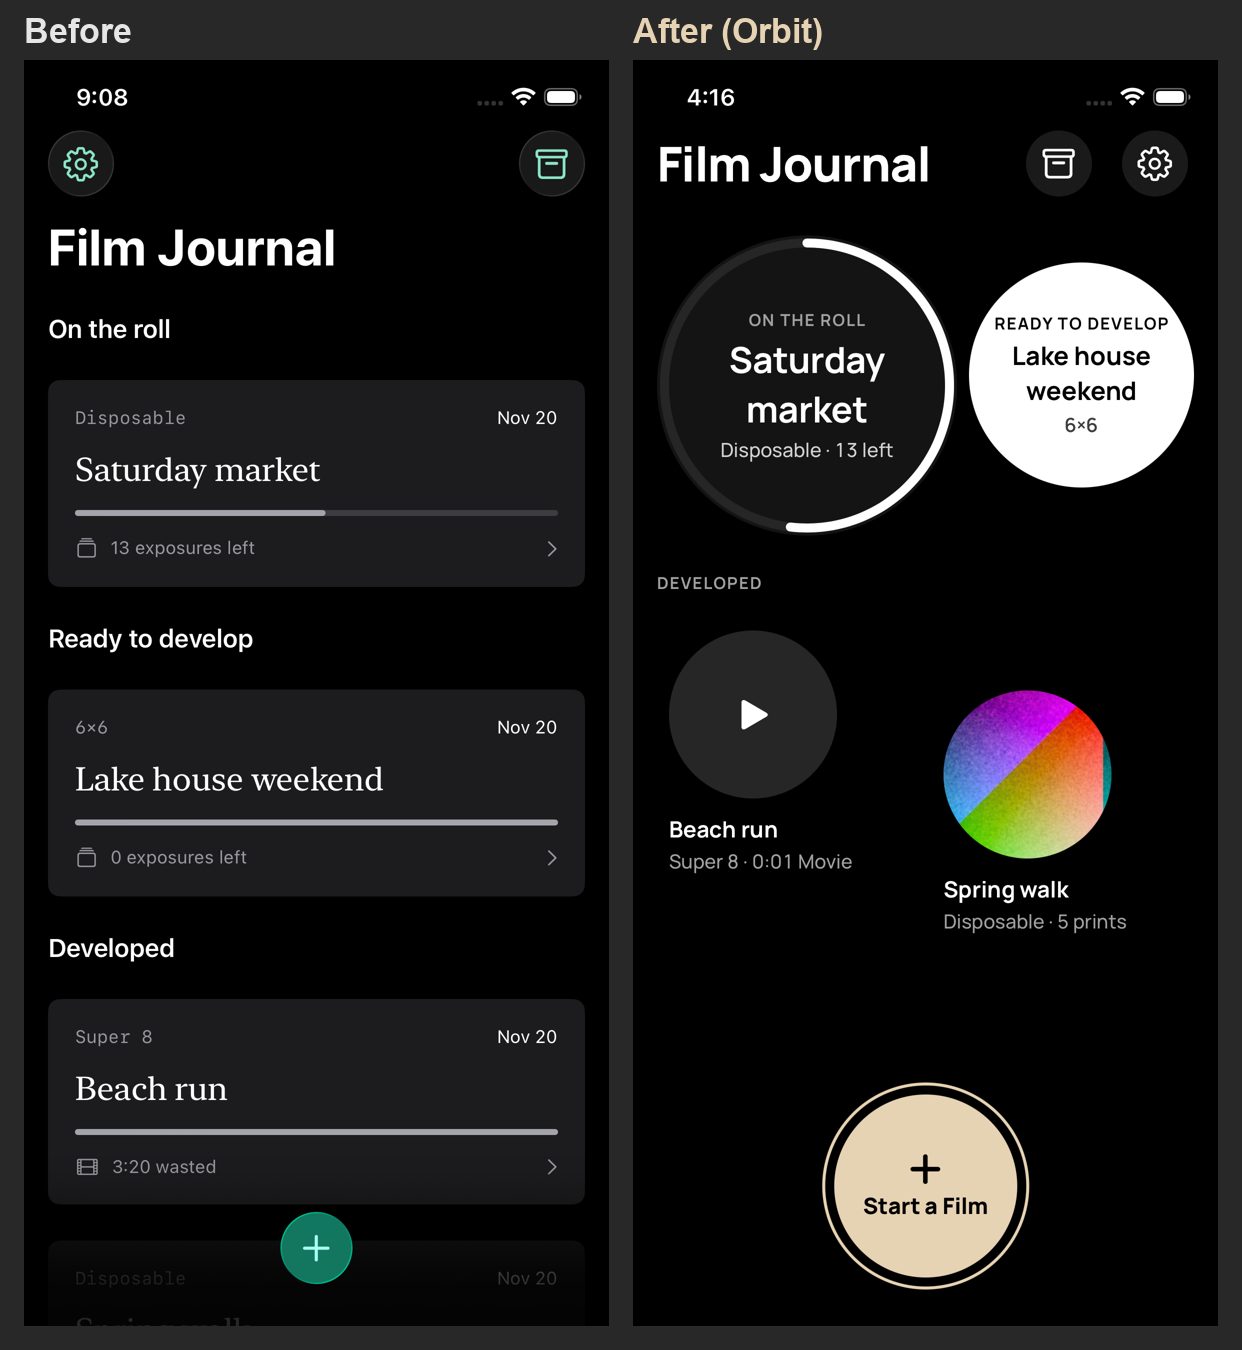 Before
9:08
Film Journal
On the roll
Disposable
Nov 20
Saturday market
13 exposures left
Ready to develop
6×6
Nov 20
Lake house weekend
0 exposures left
Developed
Super 8
Nov 20
Beach run
3:20 wasted
Disposable
Nov 20
After (Orbit)
4:16
Film Journal
ON THE ROLL
Saturday
market
Disposable · 13 left
READY TO DEVELOP
Lake house
weekend
6×6
DEVELOPED
Beach run
Super 8 · 0:01 Movie
Spring walk
Disposable · 5 prints
Start a Film